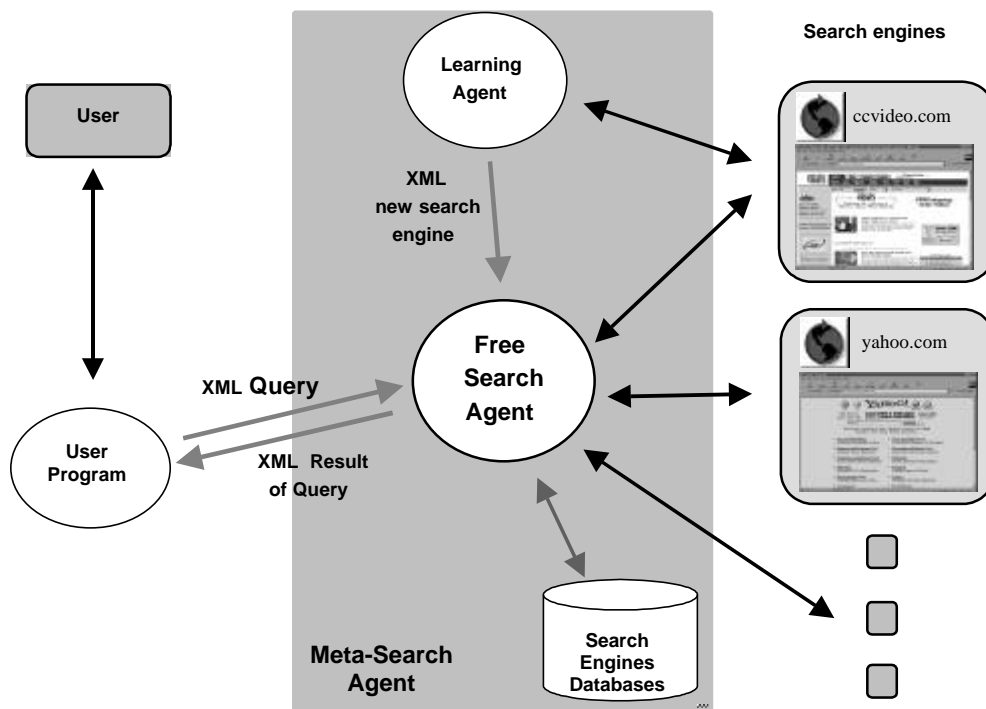 Search engines
Learning
Agent
User
ccvideo.com
XML
new search
engine
yahoo.com
Free
Search
Agent
XML Query
User
Program
XML Result
of Query
Search
Engines
Databases
Meta-Search
Agent